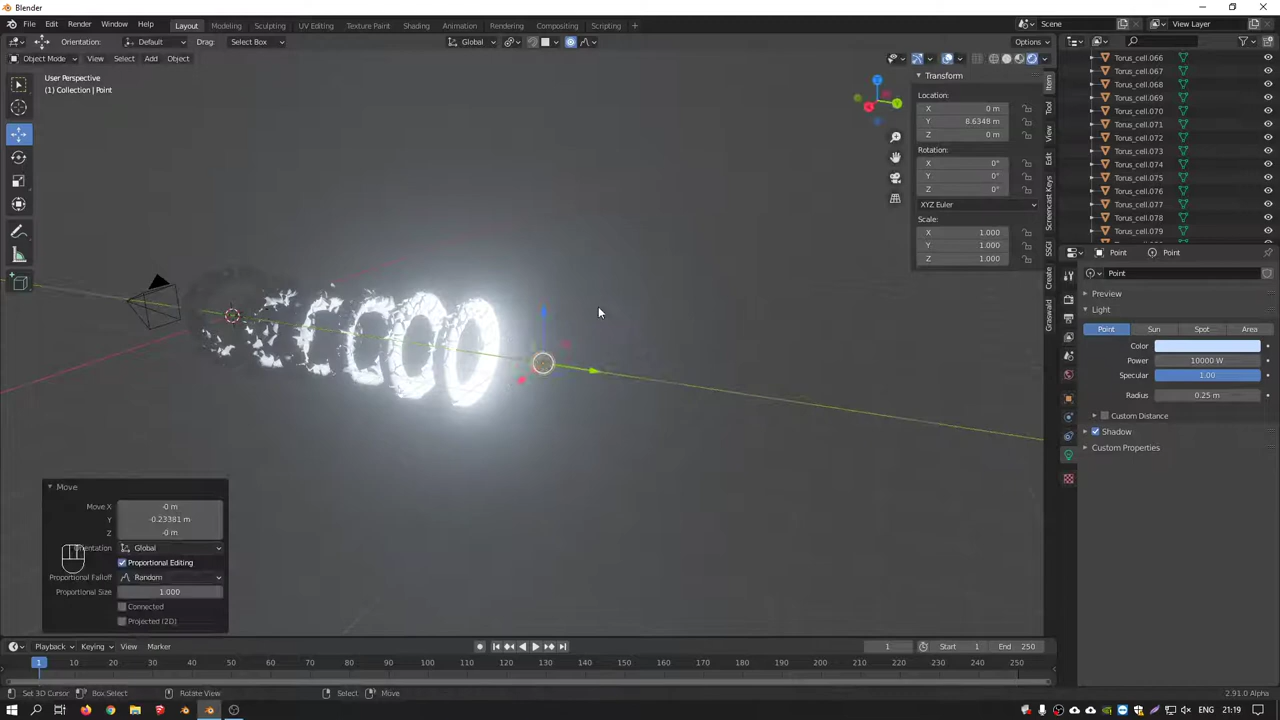 Blender
File Edit Render Window Help Layout Modeling Sculpting UV Editing Texture Paint Shading Animation Rendering Compositing Scripting + Scene View Layer
Orientation: Default Drag: Select Box Global Options
Object Mode View Select Add Object
User Perspective
(1) Collection | Point
Transform
Location:
X 0 m
Y 8.6348 m
Z 0 m
Rotation:
X 0°
Y 0°
Z 0°
XYZ Euler
Scale:
X 1.000
Y 1.000
Z 1.000
Item
Tool
View
Edit
Screencast Keys
SSGI
Create
Graswald
Torus_cell.066
Torus_cell.067
Torus_cell.068
Torus_cell.069
Torus_cell.070
Torus_cell.071
Torus_cell.072
Torus_cell.073
Torus_cell.074
Torus_cell.075
Torus_cell.076
Torus_cell.077
Torus_cell.078
Torus_cell.079
Point Point
Point
Preview
Light
Point Sun Spot Area
Color
Power 10000 W
Specular 1.00
Radius 0.25 m
Custom Distance
Shadow
Custom Properties
Move
Move X -0 m
Y -0.23381 m
Z -0 m
Orientation Global
Proportional Editing
Proportional Falloff Random
Proportional Size 1.000
Connected
Projected (2D)
Playback Keying View Marker 1 Start 1 End 250
1 10 20 30 40 50 60 70 80 90 100 110 120 130 140 150 160 170 180 190 200 210 220 230 240 250
Set 3D Cursor Box Select Rotate View Select Move 2.91.0 Alpha
ENG 21:19